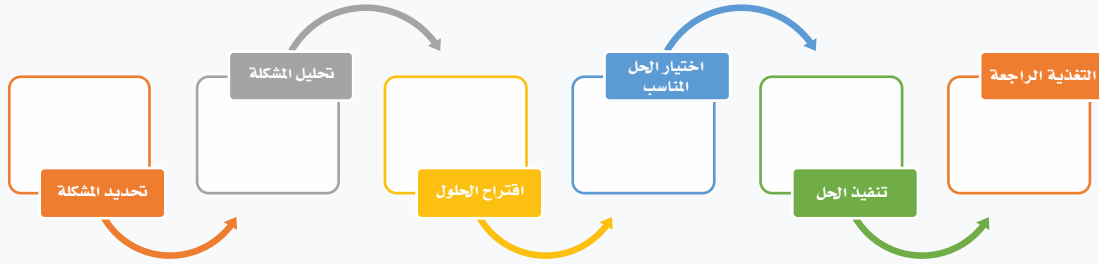 تحديد المشكلة
تحليل المشكلة
اقتراح الحلول
اختيار الحل
المناسب
تنفيذ الحل
التغذية الراجعة